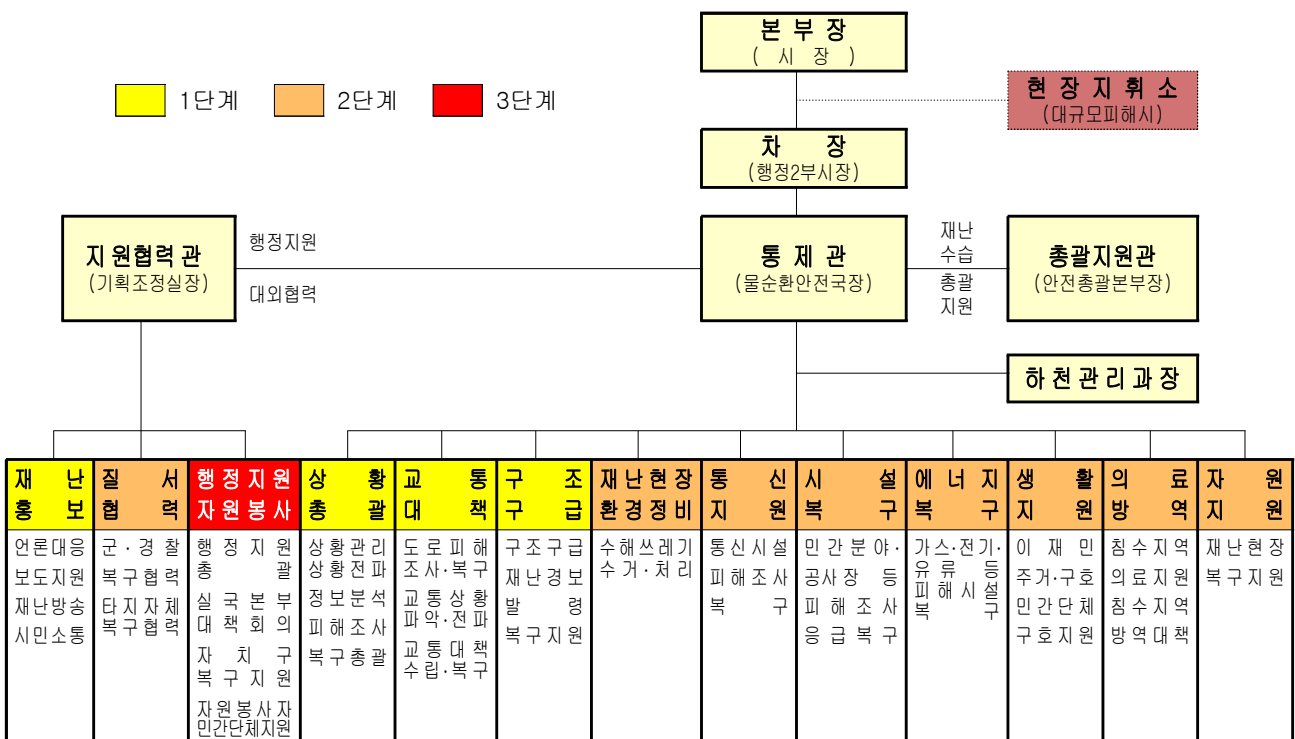 본 부 장
( 시 장 )
1단계
2단계
3단계
현 장 지 휘 소
(대규모피해시)
차 장
(행정2부시장)
지원협력관
(기획조정실장)
행정지원
대외협력
통 제 관
(물순환안전국장)
재난
수습
총괄
지원
총괄지원관
(안전총괄본부장)
하천관리과장
재 난
홍 보
언론대응
보도지원
재난방송
시민소통
질 서
협 력
군·경찰
복구협력
타지자체
복구협력
행정지원
자원봉사
행정지원
총 괄
실국본부
대책회의
자 치 구
복구지원
자원봉사자
민간단체지원
상 황
총 괄
상황관리
상황전파
정보분석
피해조사
복구총괄
교 통
대 책
도로피해
조사·복구
교통상황
파악·전파
교통대책
수립·복구
구 조
구 급
구조구급
재난경보
발 령
복구지원
재난현장
환경정비
수해쓰레기
수거·처리
통 신
지 원
통신시설
피해조사
복 구
시 설
복 구
민간분야·
공사장 등
피해조사
응급복구
에 너 지
복 구
가스·전기·
유류 등
피해시설
복 구
생 활
지 원
이 재 민
주거·구호
민간단체
구호지원
의 료
방 역
침수지역
의료지원
침수지역
방역대책
자 원
지 원
재난현장
복구지원